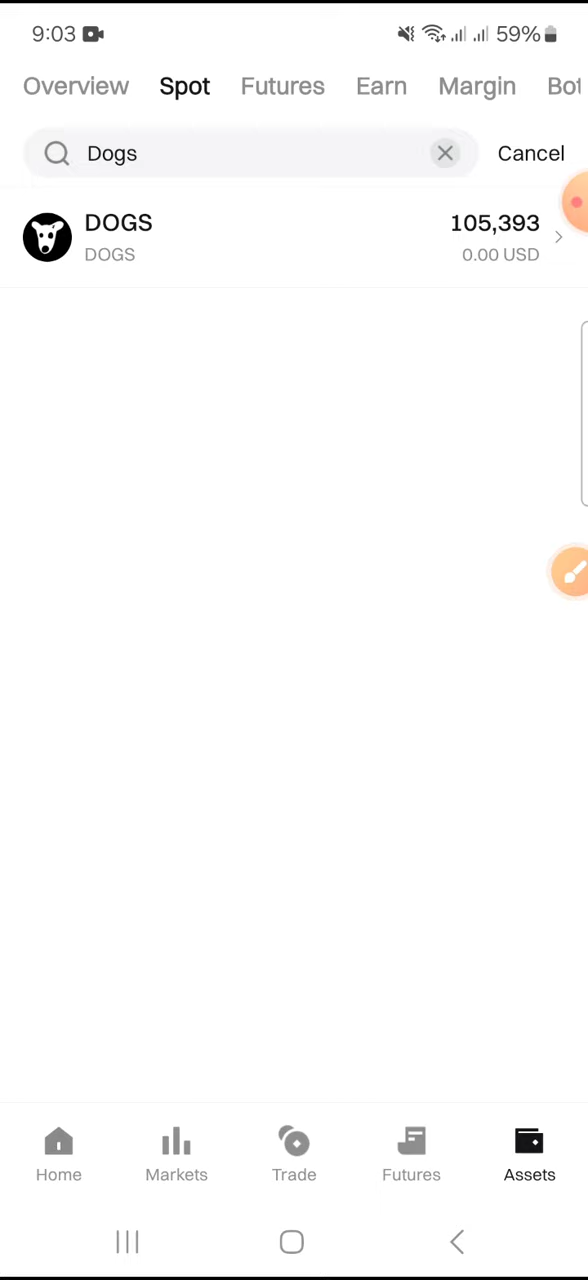 9:03 59%
Overview Spot Futures Earn Margin Bot
Dogs Cancel
DOGS 105,393
DOGS 0.00 USD
Home Markets Trade Futures Assets